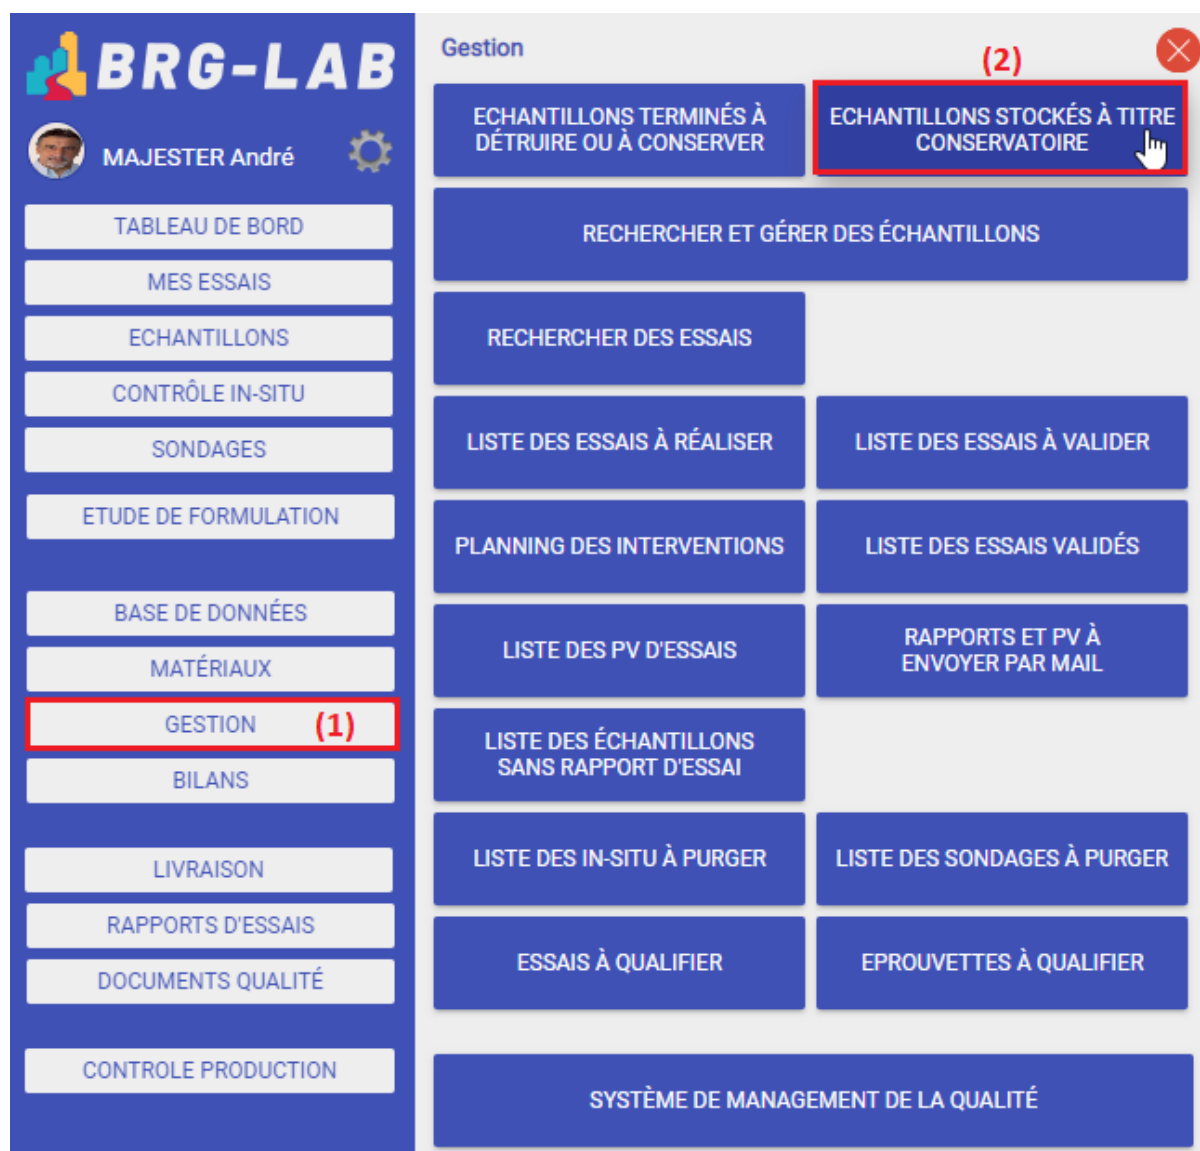 BRG-LAB
MAJESTER André
TABLEAU DE BORD
MES ESSAIS
ECHANTILLONS
CONTRÔLE IN-SITU
SONDAGES
ETUDE DE FORMULATION
BASE DE DONNÉES
MATÉRIAUX
GESTION (1)
BILANS
LIVRAISON
RAPPORTS D'ESSAIS
DOCUMENTS QUALITÉ
CONTROLE PRODUCTION
Gestion
(2)
ECHANTILLONS TERMINÉS À
DÉTRUIRE OU À CONSERVER
ECHANTILLONS STOCKÉS À TITRE
CONSERVATOIRE
RECHERCHER ET GÉRER DES ÉCHANTILLONS
RECHERCHER DES ESSAIS
LISTE DES ESSAIS À RÉALISER
LISTE DES ESSAIS À VALIDER
PLANNING DES INTERVENTIONS
LISTE DES ESSAIS VALIDÉS
LISTE DES PV D'ESSAIS
RAPPORTS ET PV À
ENVOYER PAR MAIL
LISTE DES ÉCHANTILLONS
SANS RAPPORT D'ESSAI
LISTE DES IN-SITU À PURGER
LISTE DES SONDAGES À PURGER
ESSAIS À QUALIFIER
EPROUVETTES À QUALIFIER
SYSTÈME DE MANAGEMENT DE LA QUALITÉ